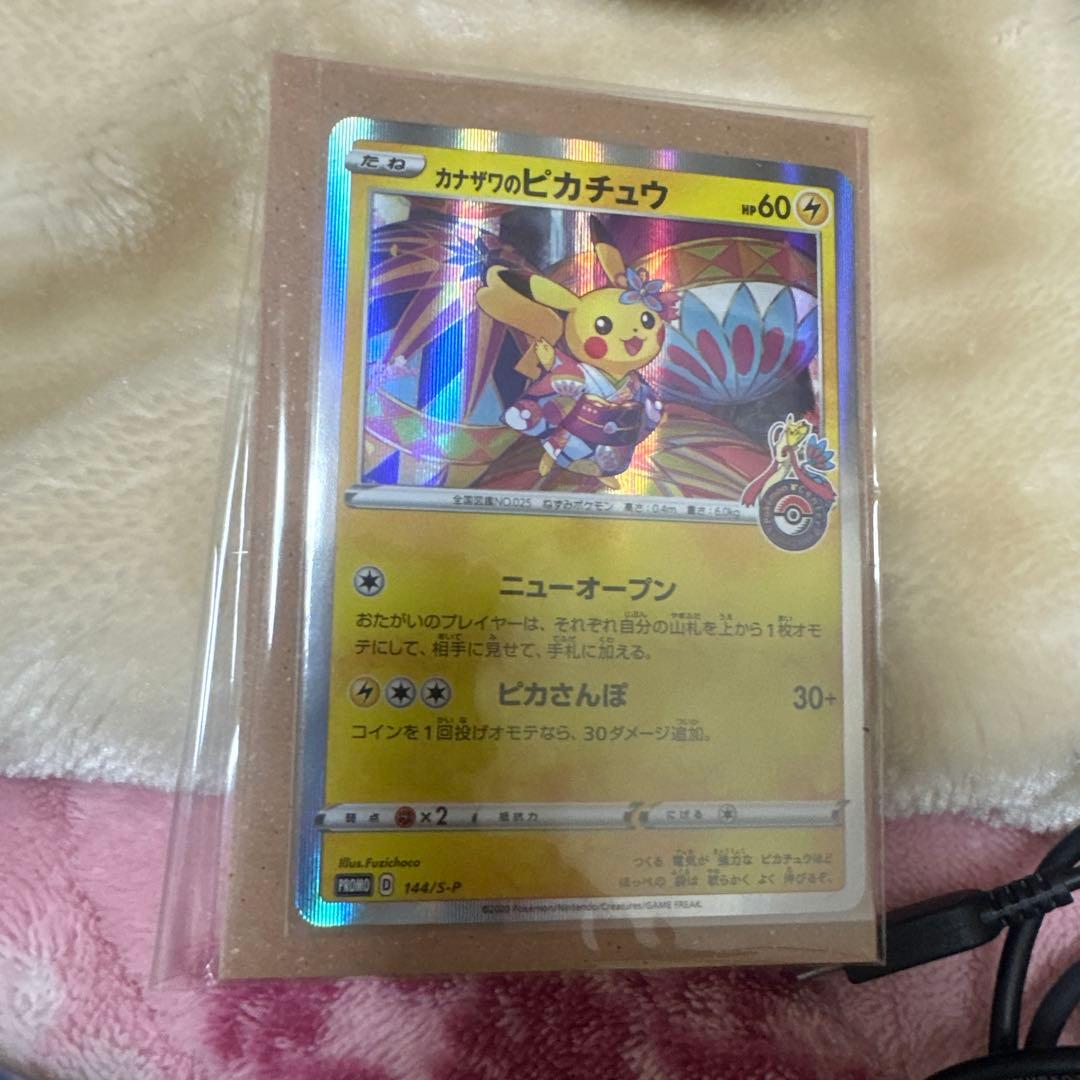 たね
カナザワのピカチュウ
HP60
全国図鑑NO.025 ねずみポケモン 高さ:0.4m 重さ:6.0kg
ニューオープン
おたがいのプレイヤーは、それぞれ自分の山札を上から1枚オモ
テにして、相手に見せて、手札に加える。
ピカさんぽ 30+
コインを1回投げオモテなら、30ダメージ追加。
弱点 ×2 抵抗力 にげる
Illus.Fuzichoco
つくる 電気が 強力な ピカチュウほど
ほっぺの 袋は 軟らかく よく 伸びるぞ。
PROMO D 144/S-P
©2020 Pokémon/Nintendo/Creatures/GAME FREAK.